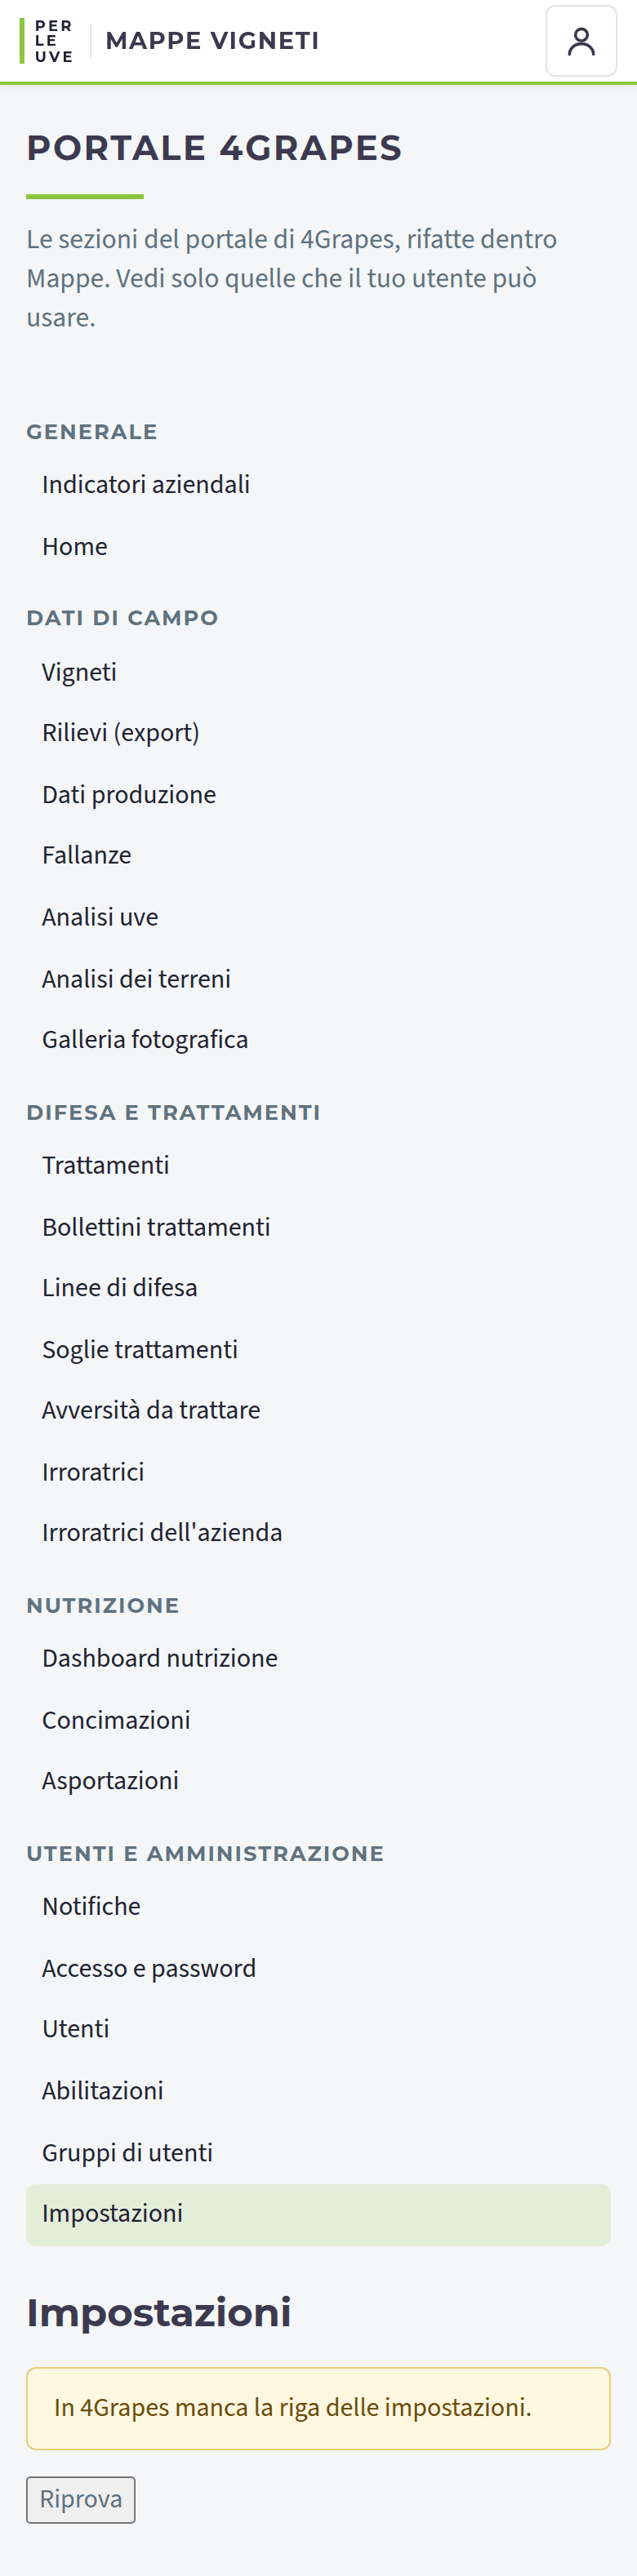 PER
LE
UVE
MAPPE VIGNETI
PORTALE 4GRAPES
Le sezioni del portale di 4Grapes, rifatte dentro
Mappe. Vedi solo quelle che il tuo utente può
usare.
GENERALE
Indicatori aziendali
Home
DATI DI CAMPO
Vigneti
Rilievi (export)
Dati produzione
Fallanze
Analisi uve
Analisi dei terreni
Galleria fotografica
DIFESA E TRATTAMENTI
Trattamenti
Bollettini trattamenti
Linee di difesa
Soglie trattamenti
Avversità da trattare
Irroratrici
Irroratrici dell'azienda
NUTRIZIONE
Dashboard nutrizione
Concimazioni
Asportazioni
UTENTI E AMMINISTRAZIONE
Notifiche
Accesso e password
Utenti
Abilitazioni
Gruppi di utenti
Impostazioni
Impostazioni
In 4Grapes manca la riga delle impostazioni.
Riprova